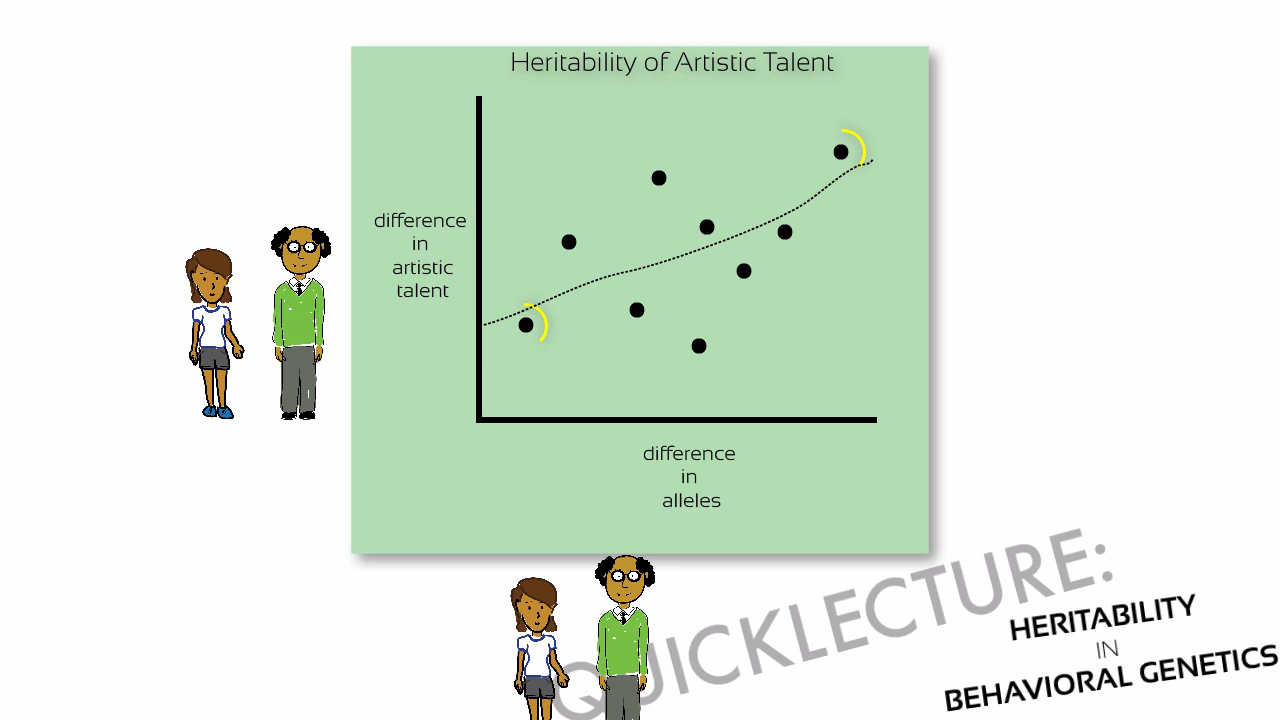 Heritability of Artistic Talent
difference
in
artistic
talent
difference
in
alleles
QUICKLECTURE:
HERITABILITY
IN
BEHAVIORAL GENETICS